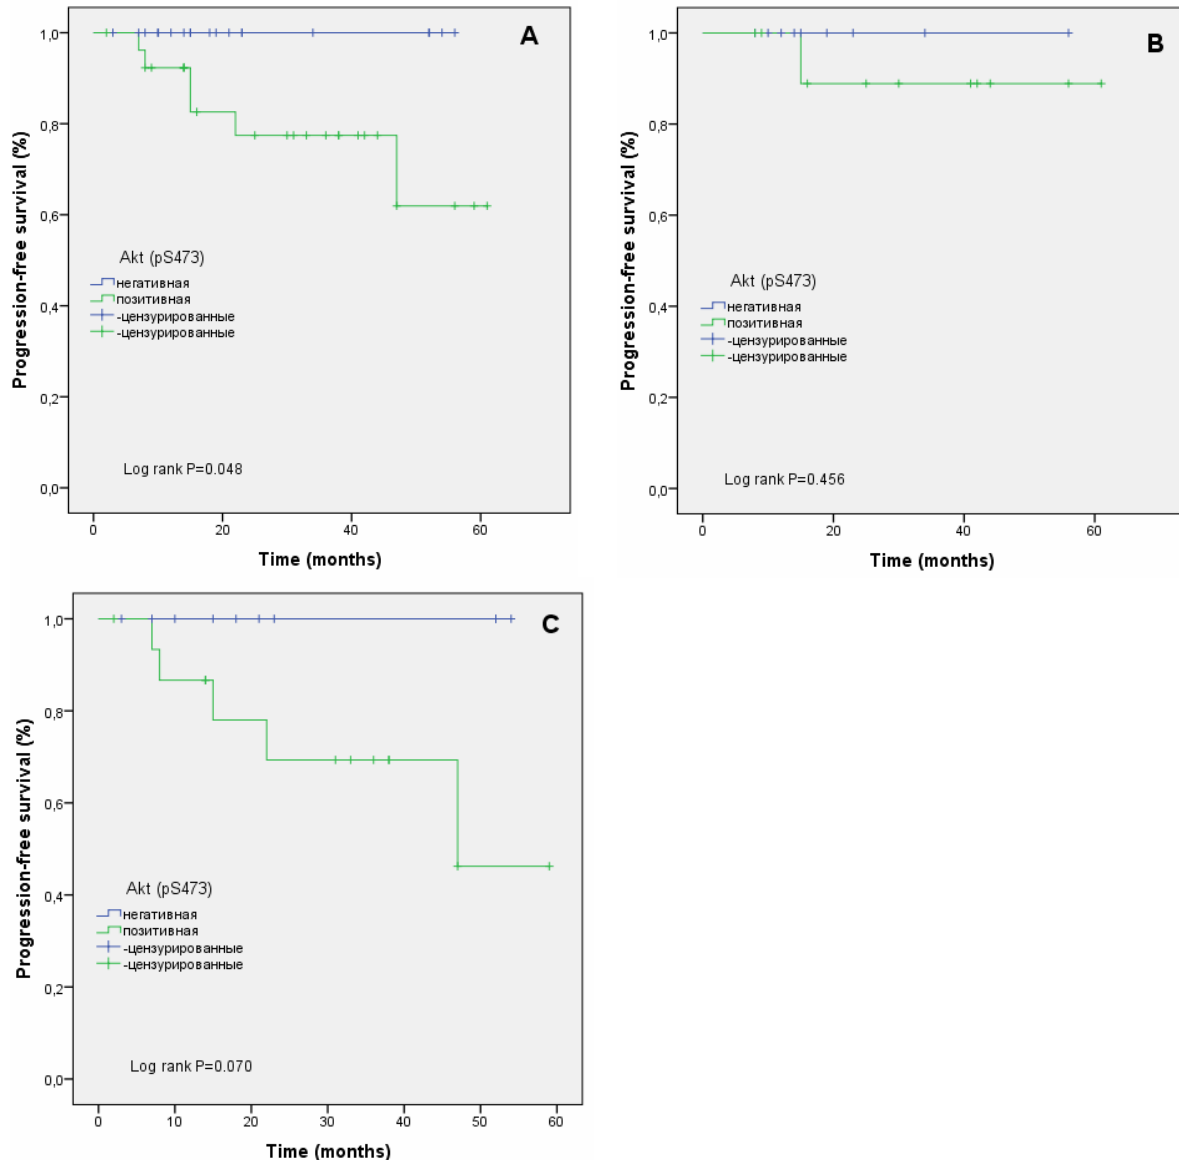 A
Progression-free survival (%)
1,0
0,8
0,6
0,4
0,2
0,0
Akt (pS473)
негативная
позитивная
-цензурированные
-цензурированные
Log rank P=0.048
0 20 40 60
Time (months)
B
Progression-free survival (%)
1,0
0,8
0,6
0,4
0,2
0,0
Akt (pS473)
негативная
позитивная
-цензурированные
-цензурированные
Log rank P=0.456
0 20 40 60
Time (months)
C
Progression-free survival (%)
1,0
0,8
0,6
0,4
0,2
0,0
Akt (pS473)
негативная
позитивная
-цензурированные
-цензурированные
Log rank P=0.070
0 10 20 30 40 50 60
Time (months)